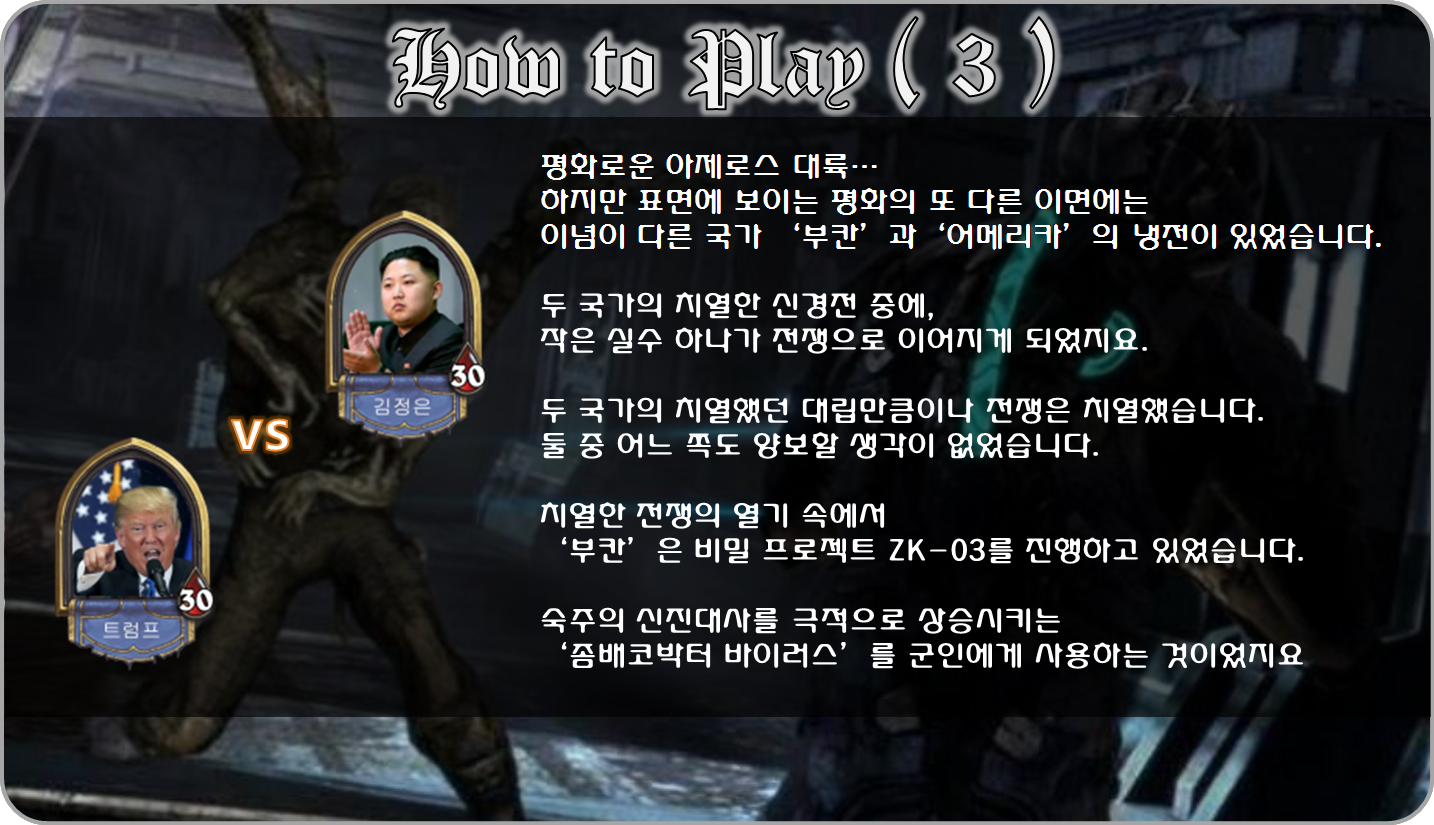 How to Play ( 3 )
평화로운 아제로스 대륙…
하지만 표면에 보이는 평화의 또 다른 이면에는
이념이 다른 국가 ‘부칸’과 ‘어메리카’의 냉전이 있었습니다.
두 국가의 치열한 신경전 중에,
작은 실수 하나가 전쟁으로 이어지게 되었지요.
두 국가의 치열했던 대립만큼이나 전쟁은 치열했습니다.
둘 중 어느 쪽도 양보할 생각이 없었습니다.
치열한 전쟁의 열기 속에서
‘부칸’은 비밀 프로젝트 ZK-03를 진행하고 있었습니다.
숙주의 신진대사를 극적으로 상승시키는
‘좀배코박터 바이러스’를 군인에게 사용하는 것이었지요
30
김정은
VS
30
트럼프